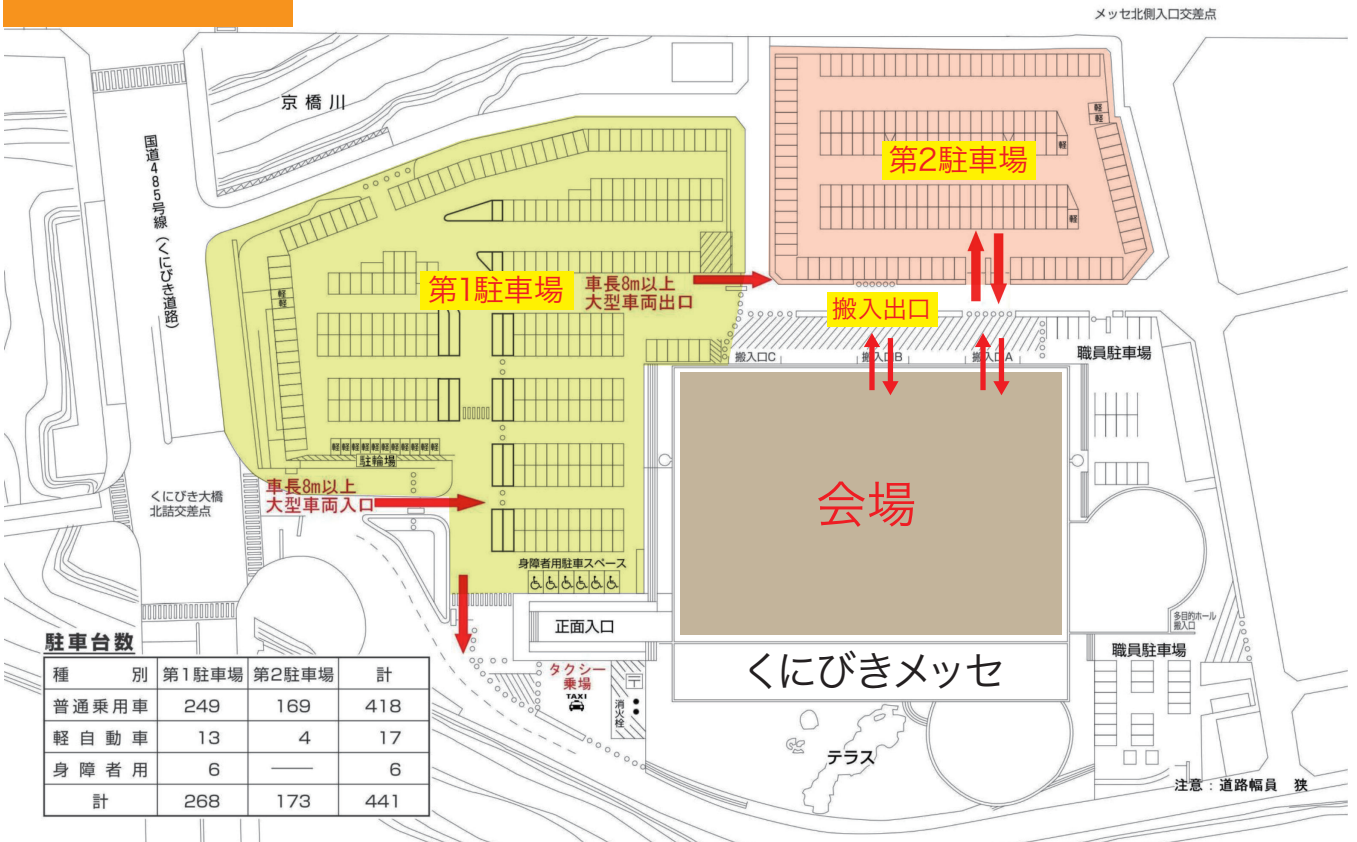 メッセ北側入口交差点
京橋川
国道485号線(くにびき道路)
軽
軽
軽
第2駐車場
軽
第1駐車場
車長8m以上
大型車両出口
軽
軽
搬入出口
搬入口C
搬入口B
搬入口A
職員駐車場
軽軽軽軽軽軽軽軽軽軽
駐輪場
車長8m以上
大型車両入口
くにびき大橋
北詰交差点
会場
身障者用駐車スペース
正面入口
多目的ホール
搬入口
職員駐車場
くにびきメッセ
タクシー
乗場
TAXI
〒
消火栓
テラス
注意:道路幅員 狭
駐車台数
種 別 第1駐車場 第2駐車場 計
普通乗用車 249 169 418
軽自動車 13 4 17
身障者用 6 ── 6
計 268 173 441